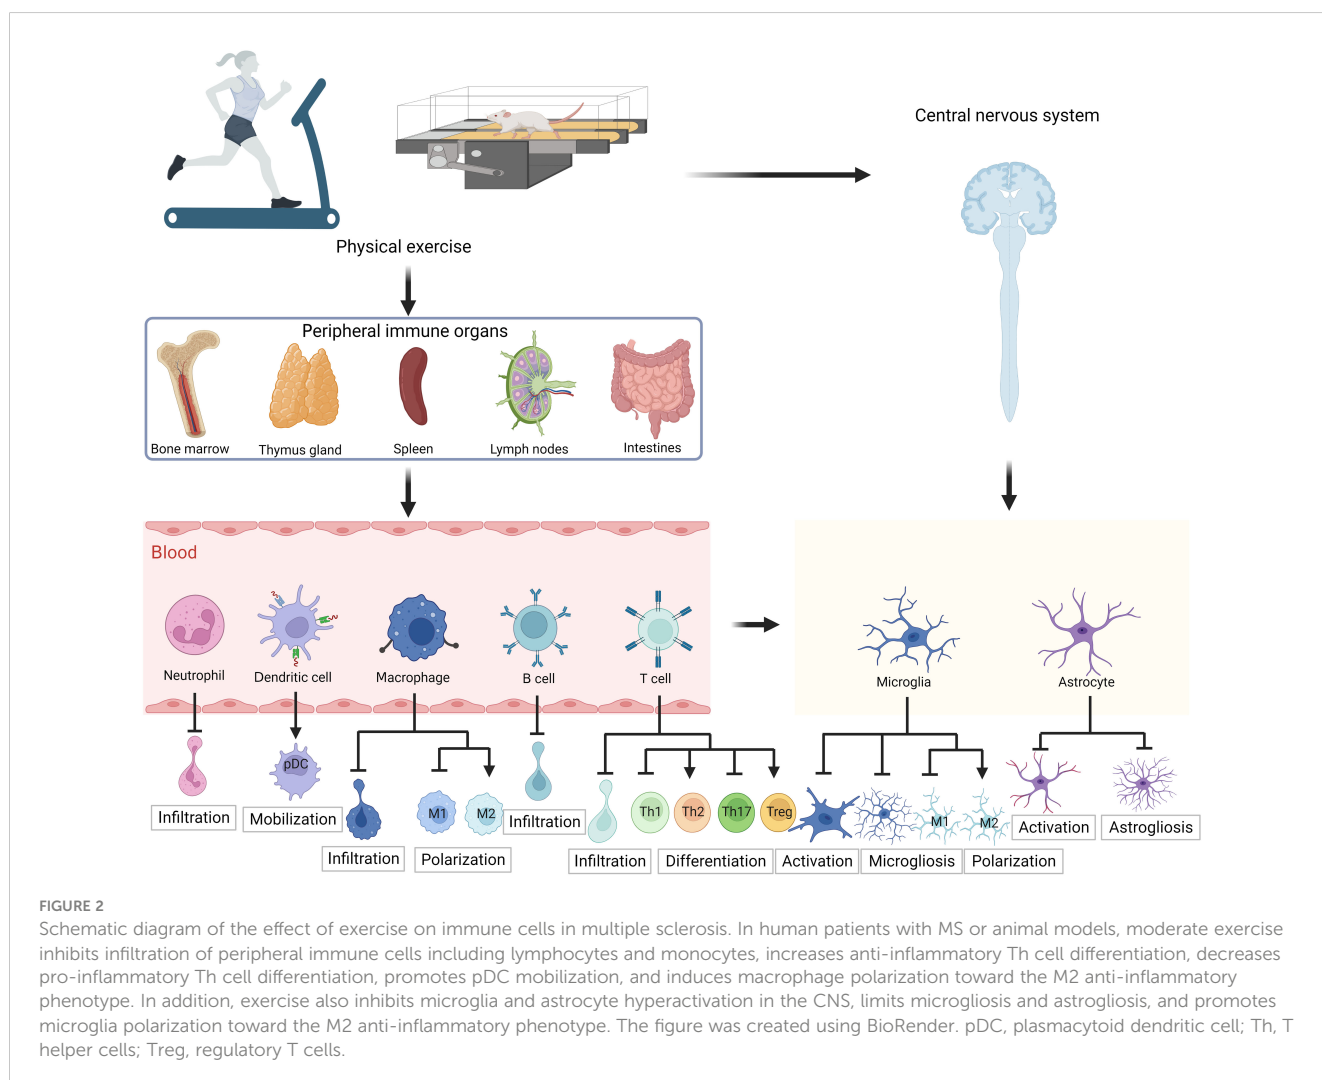 Central nervous system
Physical exercise
Peripheral immune organs
Bone marrow
Thymus gland
Spleen
Lymph nodes
Intestines
Blood
Neutrophil
Dendritic cell
Macrophage
B cell
T cell
Microglia
Astrocyte
pDC
M1
M2
Th1
Th2
Th17
Treg
M1
M2
Infiltration
Mobilization
Infiltration
Polarization
Infiltration
Infiltration
Differentiation
Activation
Microgliosis
Polarization
Activation
Astrogliosis
FIGURE 2
Schematic diagram of the effect of exercise on immune cells in multiple sclerosis. In human patients with MS or animal models, moderate exercise
inhibits infiltration of peripheral immune cells including lymphocytes and monocytes, increases anti-inflammatory Th cell differentiation, decreases
pro-inflammatory Th cell differentiation, promotes pDC mobilization, and induces macrophage polarization toward the M2 anti-inflammatory
phenotype. In addition, exercise also inhibits microglia and astrocyte hyperactivation in the CNS, limits microgliosis and astrogliosis, and promotes
microglia polarization toward the M2 anti-inflammatory phenotype. The figure was created using BioRender. pDC, plasmacytoid dendritic cell; Th, T
helper cells; Treg, regulatory T cells.